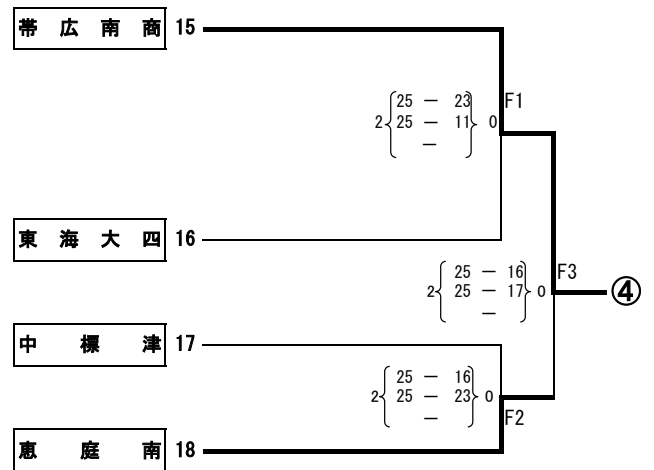 帯広南商 15
F1
25 － 23
2 25 － 11 0
－
東海大四 16
25 － 16 F3
2 25 － 17 0 ④
－
中標津 17
25 － 16
2 25 － 23 0
－ F2
恵庭南 18